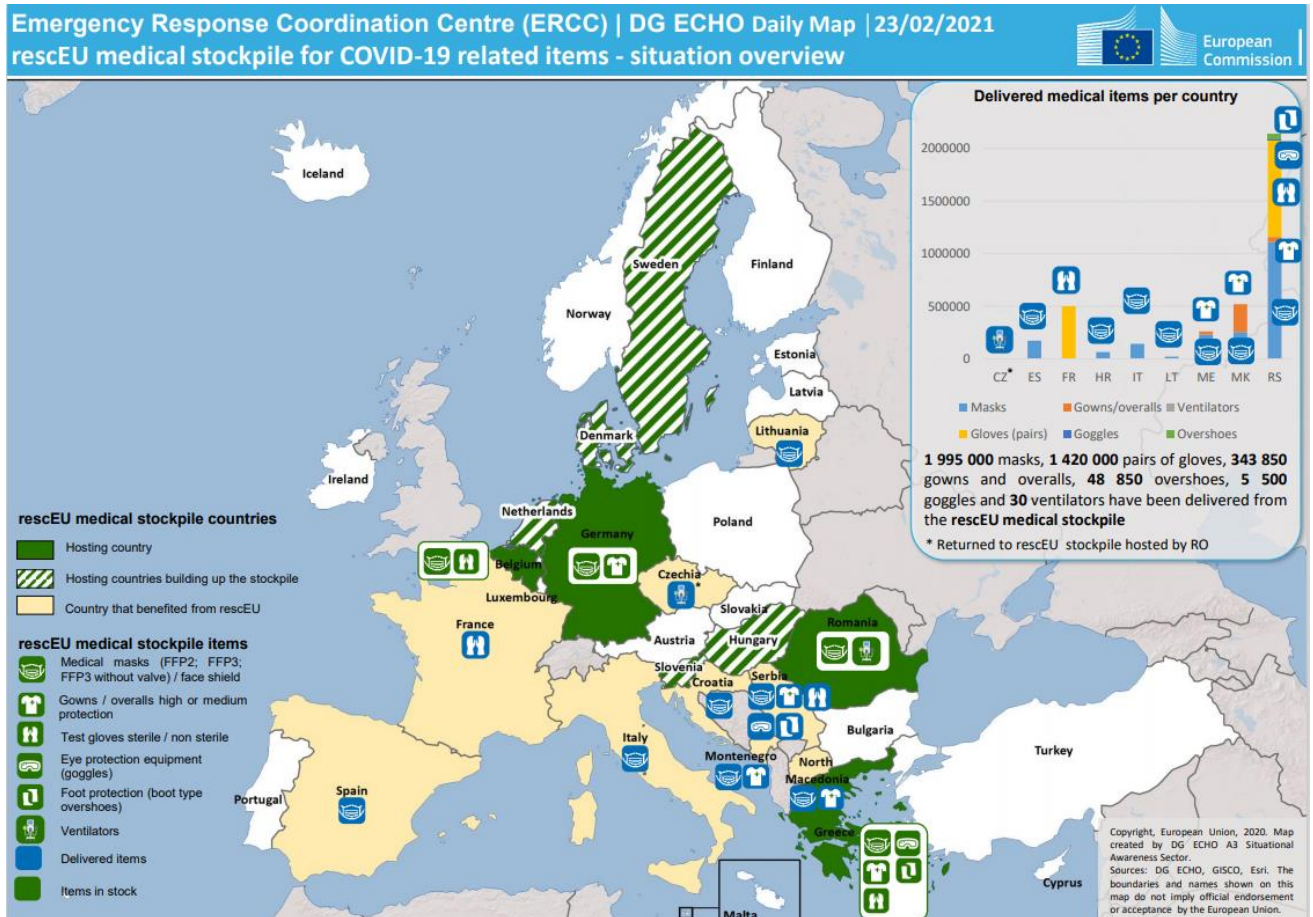 Emergency Response Coordination Centre (ERCC) | DG ECHO Daily Map | 23/02/2021
rescEU medical stockpile for COVID-19 related items - situation overview
European
Commission
Delivered medical items per country
2000000
1500000
1000000
500000
0
CZ* ES FR HR IT LT ME MK RS
Masks Gowns/overalls Ventilators
Gloves (pairs) Goggles Overshoes
1 995 000 masks, 1 420 000 pairs of gloves, 343 850
gowns and overalls, 48 850 overshoes, 5 500
goggles and 30 ventilators have been delivered from
the rescEU medical stockpile
* Returned to rescEU stockpile hosted by RO
Iceland
Sweden
Finland
Norway
Estonia
Latvia
Denmark
Lithuania
Ireland
Netherlands
Germany
Poland
Belgium
Czechia*
Luxembourg
Slovakia
France
Austria
Hungary
Romania
Slovenia
Croatia
Serbia
Bulgaria
Italy
Montenegro
North
Macedonia
Turkey
Portugal
Spain
Greece
Cyprus
Malta
rescEU medical stockpile countries
Hosting country
Hosting countries building up the stockpile
Country that benefited from rescEU
rescEU medical stockpile items
Medical masks (FFP2; FFP3;
FFP3 without valve) / face shield
Gowns / overalls high or medium
protection
Test gloves sterile / non sterile
Eye protection equipment
(goggles)
Foot protection (boot type
overshoes)
Ventilators
Delivered items
Items in stock
Copyright, European Union, 2020. Map
created by DG ECHO A3 Situational
Awareness Sector.
Sources: DG ECHO, GISCO, Esri. The
boundaries and names shown on this
map do not imply official endorsement
or acceptance by the European Union.